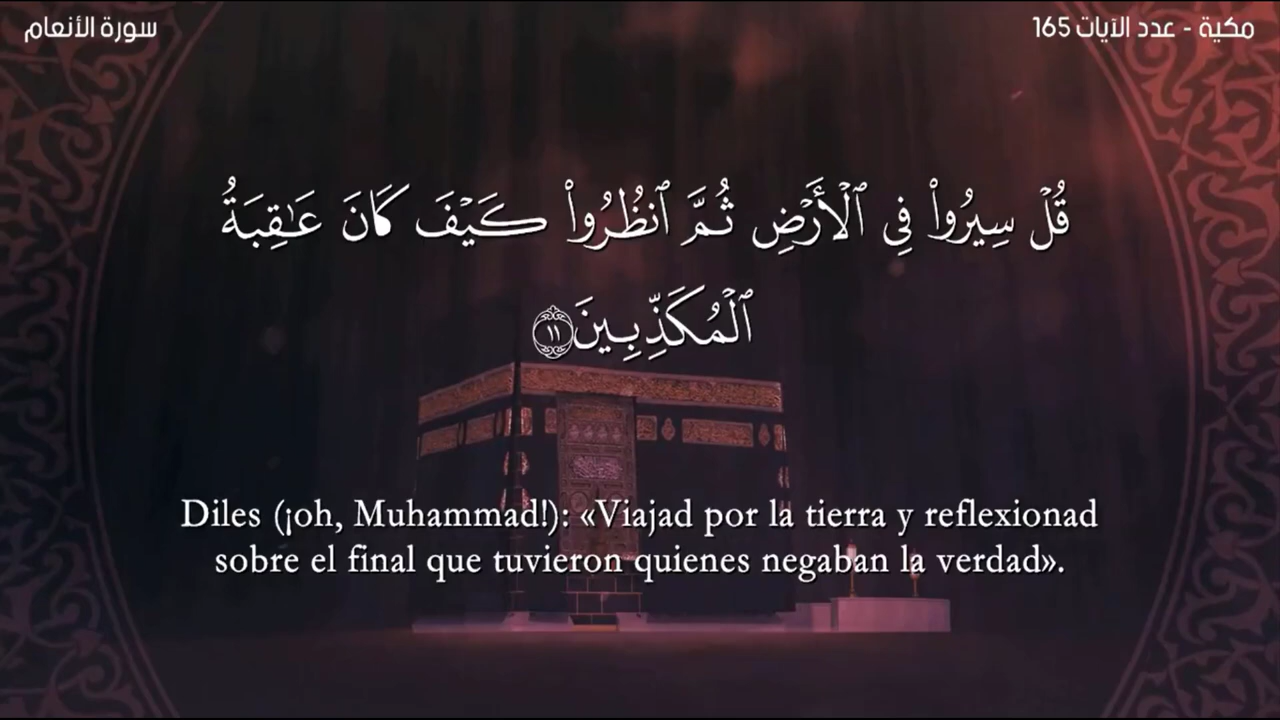 سورة الأنعام
مكية - عدد الآيات 165
قُلْ سِيرُوا۟ فِى ٱلْأَرْضِ ثُمَّ ٱنظُرُوا۟ كَيْفَ كَانَ عَـٰقِبَةُ
ٱلْمُكَذِّبِينَ ١١
Diles (¡oh, Muhammad!): «Viajad por la tierra y reflexionad
sobre el final que tuvieron quienes negaban la verdad».